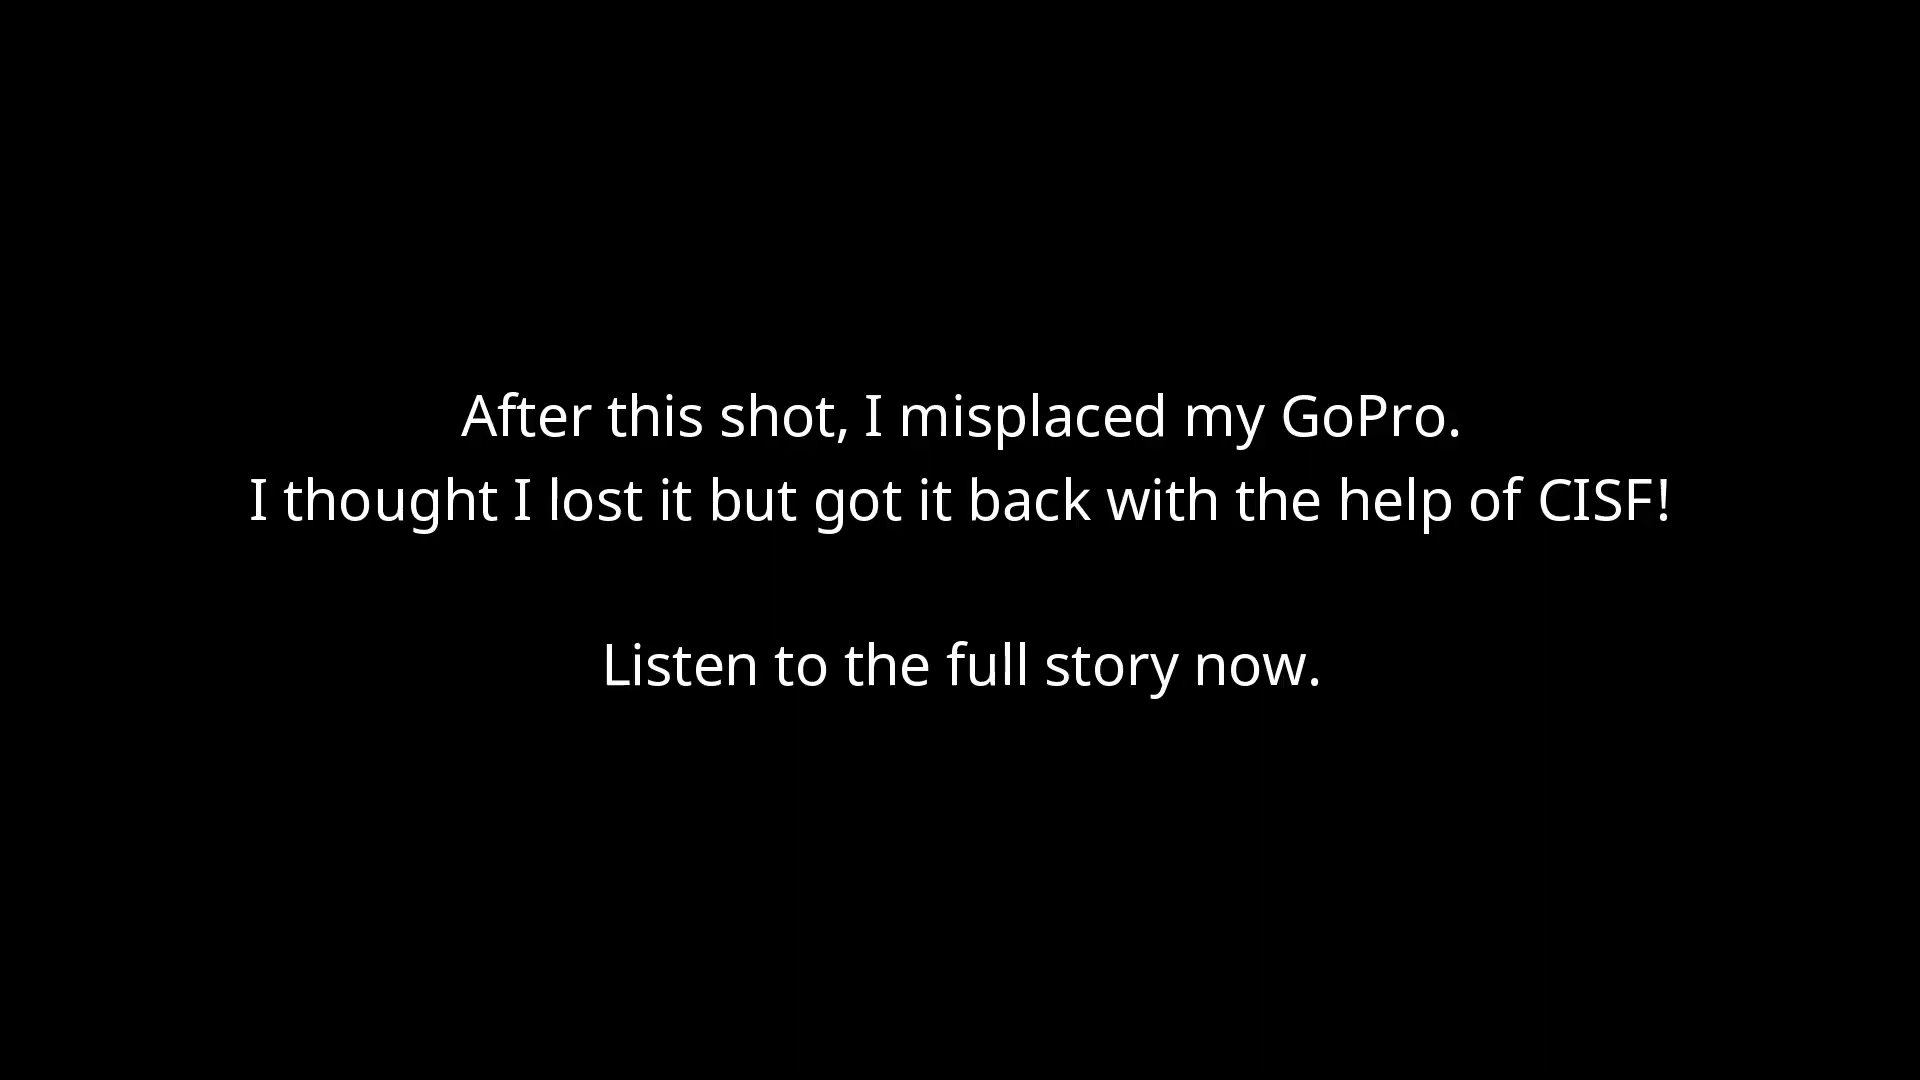 After this shot, I misplaced my GoPro.
I thought I lost it but got it back with the help of CISF!
Listen to the full story now.